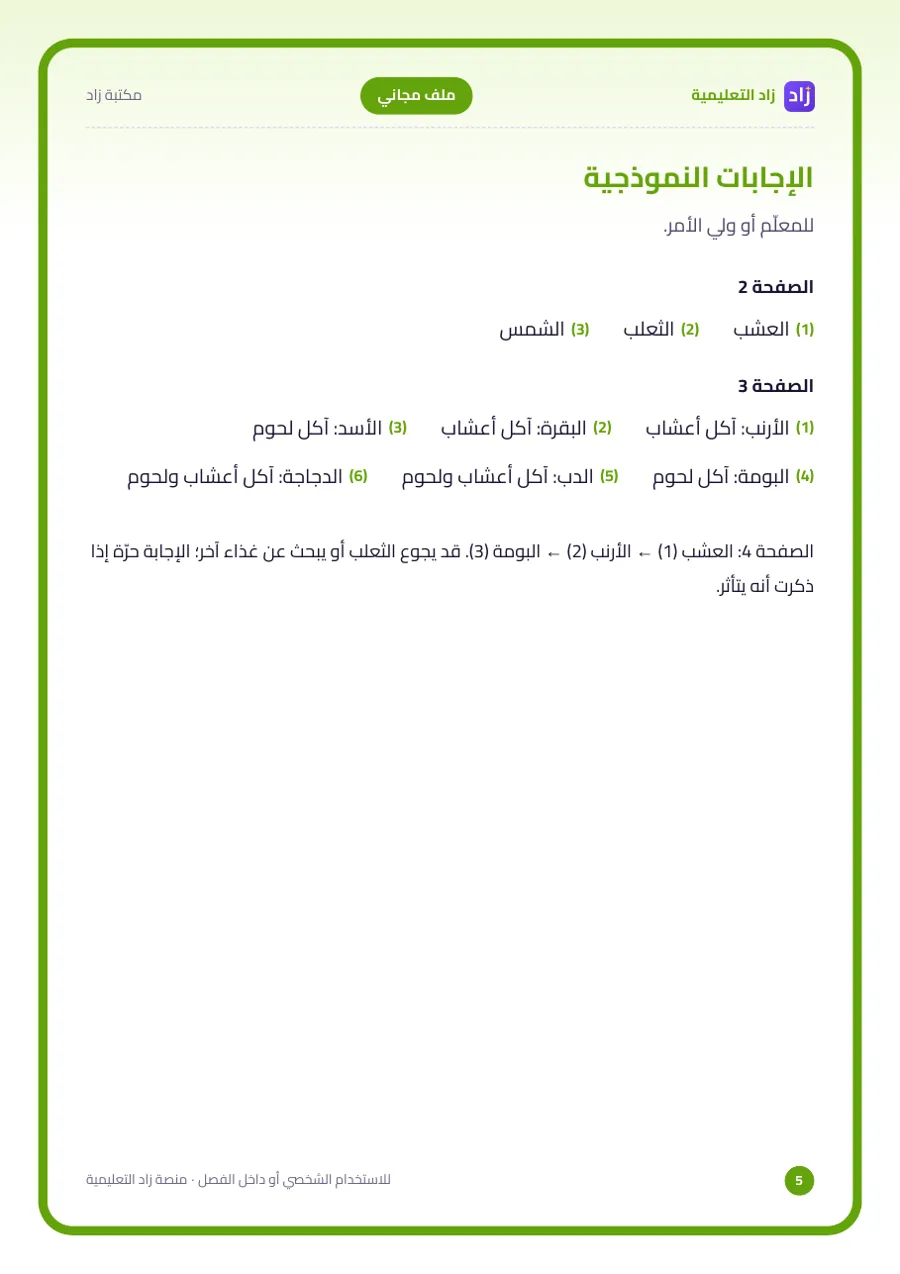 زاد
زاد التعليمية
ملف مجاني
مكتبة زاد
الإجابات النموذجية
للمعلّم أو ولي الأمر.
الصفحة 2
(1) العشب (2) الثعلب (3) الشمس
الصفحة 3
(1) الأرنب: آكل أعشاب (2) البقرة: آكل أعشاب (3) الأسد: آكل لحوم
(4) البومة: آكل لحوم (5) الدب: آكل أعشاب ولحوم (6) الدجاجة: آكل أعشاب ولحوم
الصفحة 4: العشب (1) ← الأرنب (2) ← البومة (3). قد يجوع الثعلب أو يبحث عن غذاء آخر؛ الإجابة حرّة إذا
ذكرت أنه يتأثر.
5
للاستخدام الشخصي أو داخل الفصل · منصة زاد التعليمية